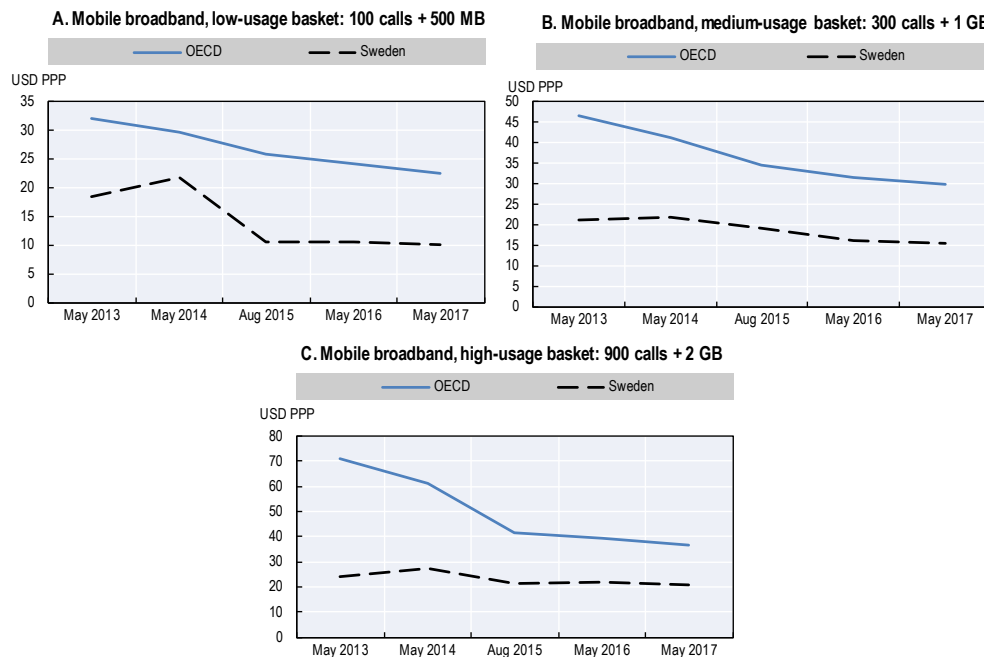 A. Mobile broadband, low-usage basket: 100 calls + 500 MB
OECD Sweden
USD PPP
35
30
25
20
15
10
5
0
May 2013 May 2014 Aug 2015 May 2016 May 2017
B. Mobile broadband, medium-usage basket: 300 calls + 1 GB
OECD Sweden
USD PPP
50
45
40
35
30
25
20
15
10
5
0
May 2013 May 2014 Aug 2015 May 2016 May 2017
C. Mobile broadband, high-usage basket: 900 calls + 2 GB
OECD Sweden
USD PPP
80
70
60
50
40
30
20
10
0
May 2013 May 2014 Aug 2015 May 2016 May 2017